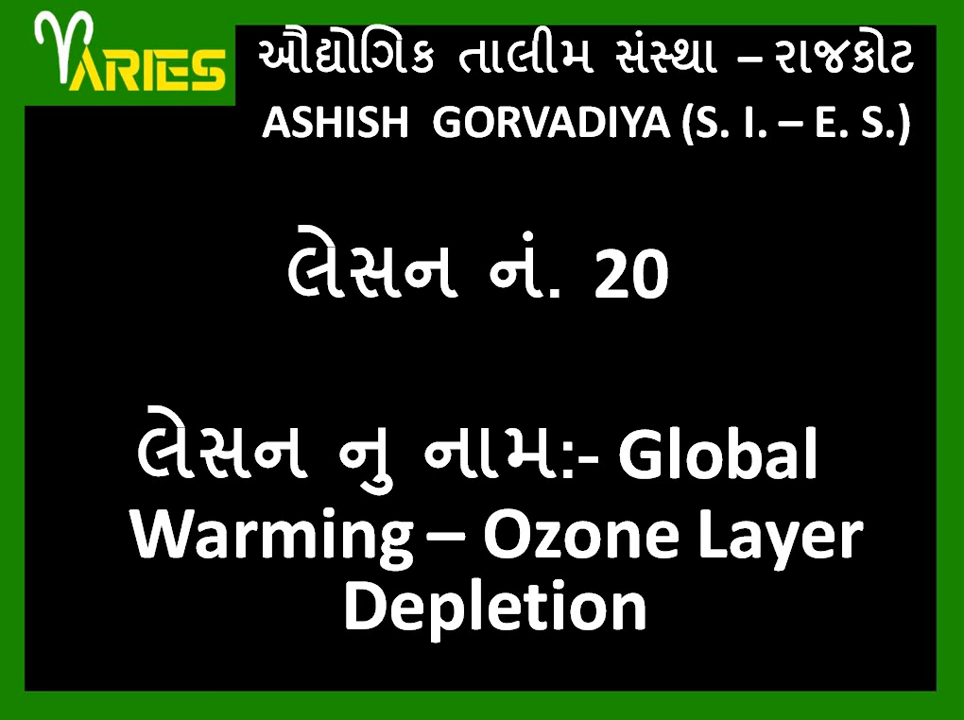 ARIES
ઔદ્યોગિક તાલીમ સંસ્થા – રાજકોટ
ASHISH GORVADIYA (S. I. – E. S.)
લેસન નં. 20
લેસન નુ નામ:- Global
Warming – Ozone Layer
Depletion